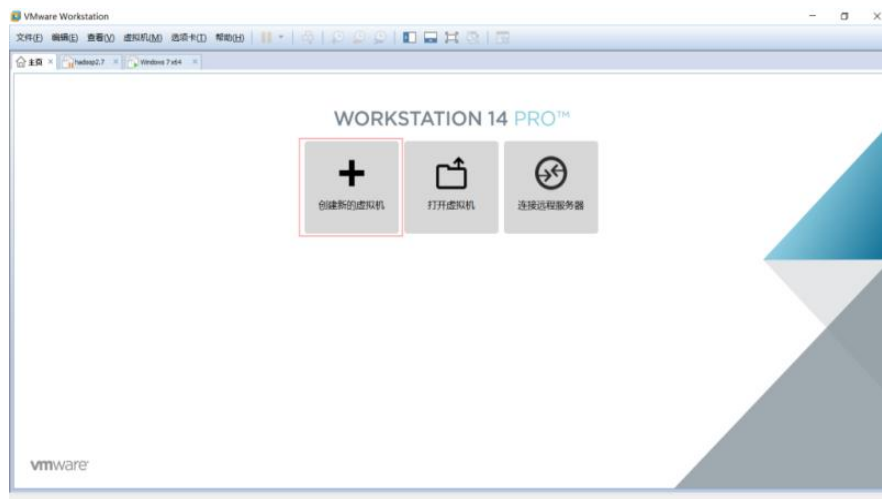 VMware Workstation
文件(F) 编辑(E) 查看(V) 虚拟机(M) 选项卡(T) 帮助(H)
主页 hadoop2.7 Windows 7 x64
WORKSTATION 14 PRO™
创建新的虚拟机 打开虚拟机 连接远程服务器
vmware